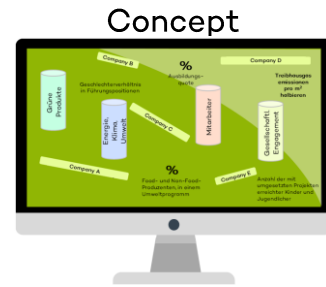 Concept
Company B
%
Ausbildungs-
quote
Company D
Treibhausgas
emissionen
pro m²
halbieren
Grüne
Produkte
Geschlechterverhältnis
in Führungspositionen
Energie,
Klima,
Umwelt
Company C
Mitarbeiter
Gesellschaftl.
Engagement
Company A
%
Food- und Non-Food-
Produzenten, in einem
Umweltprogramm
Company E
Anzahl der mit
umgesetzten Projekten
erreichter Kinder und
Jugendlicher